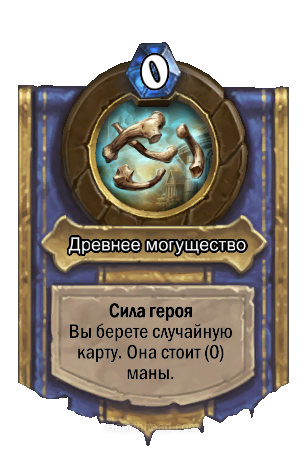 0
Древнее могущество
Сила героя
Вы берете случайную
карту. Она стоит (0)
маны.